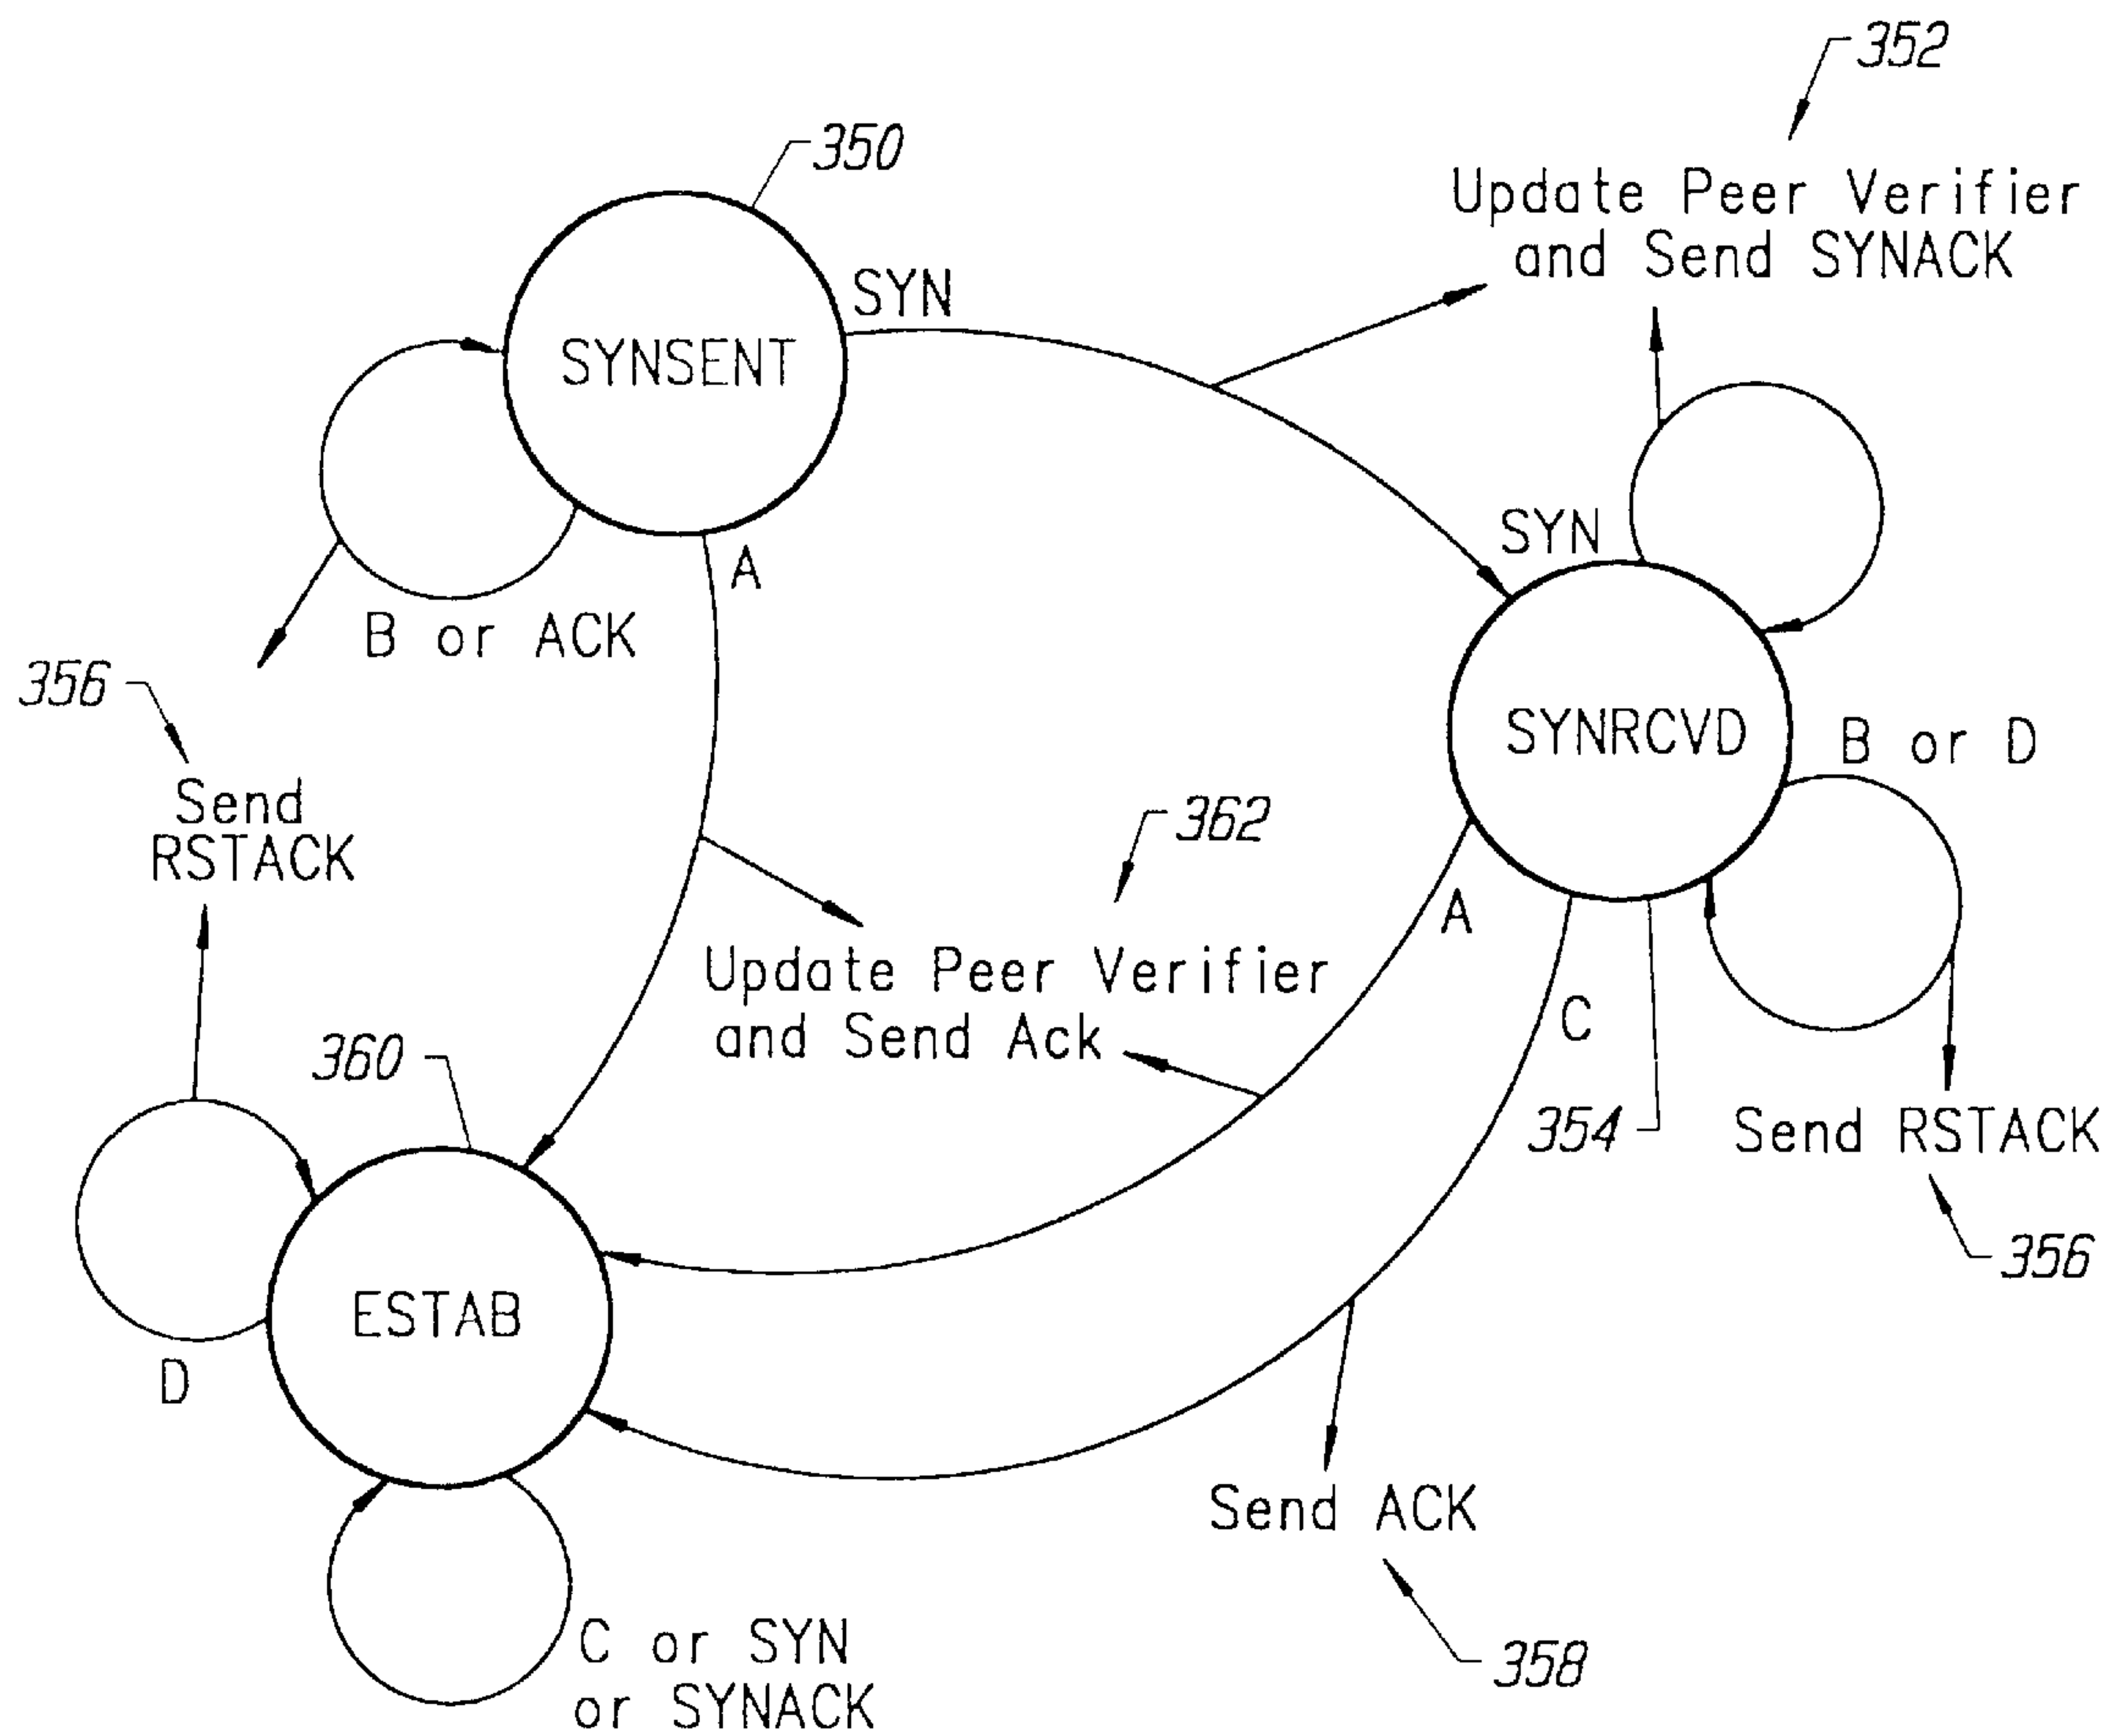 352
350
Update Peer Verifier
and Send SYNACK
SYN
SYNSENT
SYN
A
B or ACK
356
SYNRCVD
B or D
Send
RSTACK
362
A
Update Peer Verifier
and Send Ack
C
360
354
Send RSTACK
356
ESTAB
D
Send ACK
C or SYN
or SYNACK
358